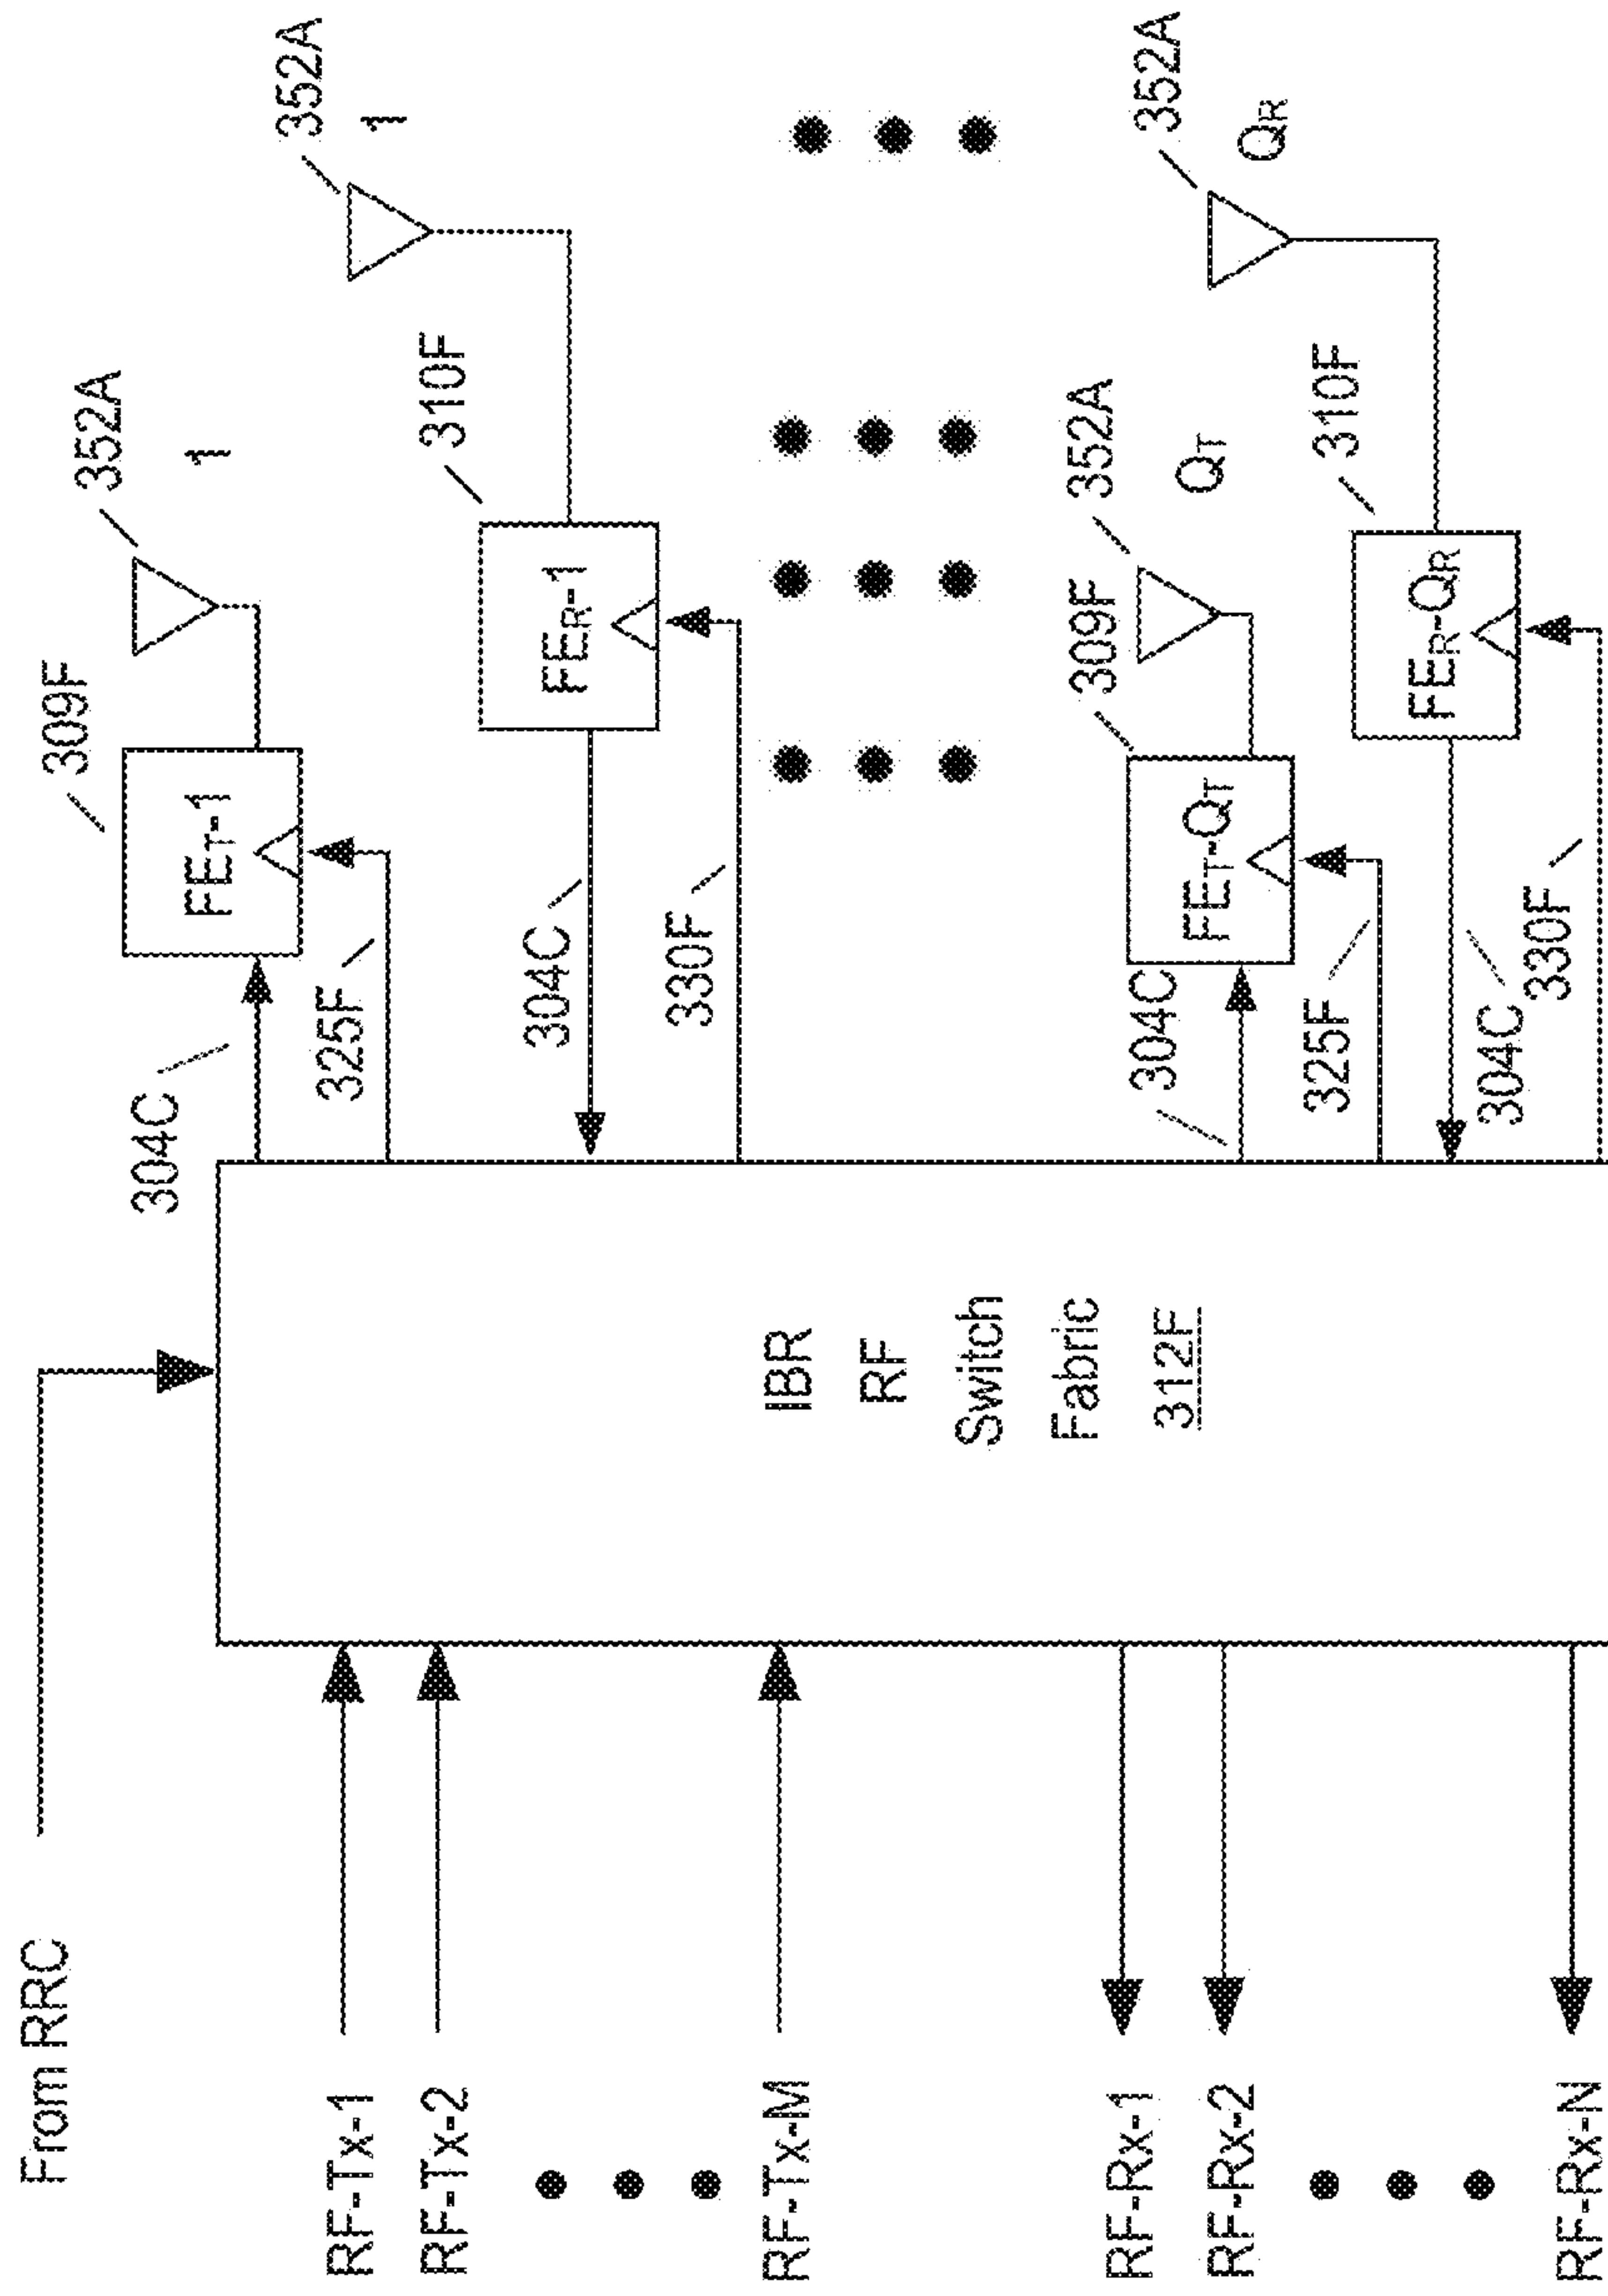 From RRC
RF-Tx-1
RF-Tx-2
RF-Tx-M
RF-Rx-1
RF-Rx-2
RF-Rx-N
IBR
RF
Switch
Fabric
312F
304C
325F
309F
FET-1
352A
1
304C
330F
310F
FER-1
352A
1
304C
325F
309F
FET-QT
352A
QT
304C
330F
310F
FER-QR
352A
QR